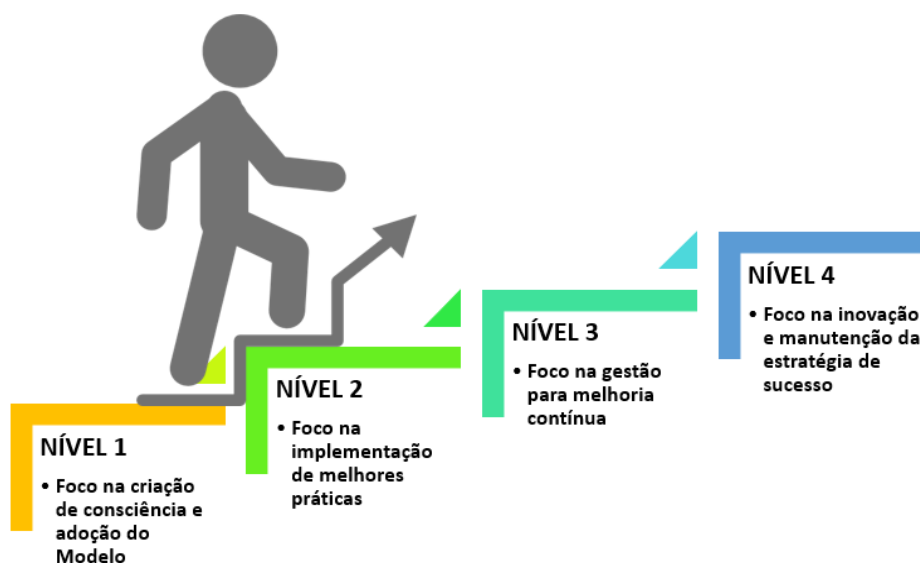 NÍVEL 1
• Foco na criação
de consciência e
adoção do
Modelo
NÍVEL 2
• Foco na
implementação
de melhores
práticas
NÍVEL 3
• Foco na gestão
para melhoria
contínua
NÍVEL 4
• Foco na inovação
e manutenção da
estratégia de
sucesso